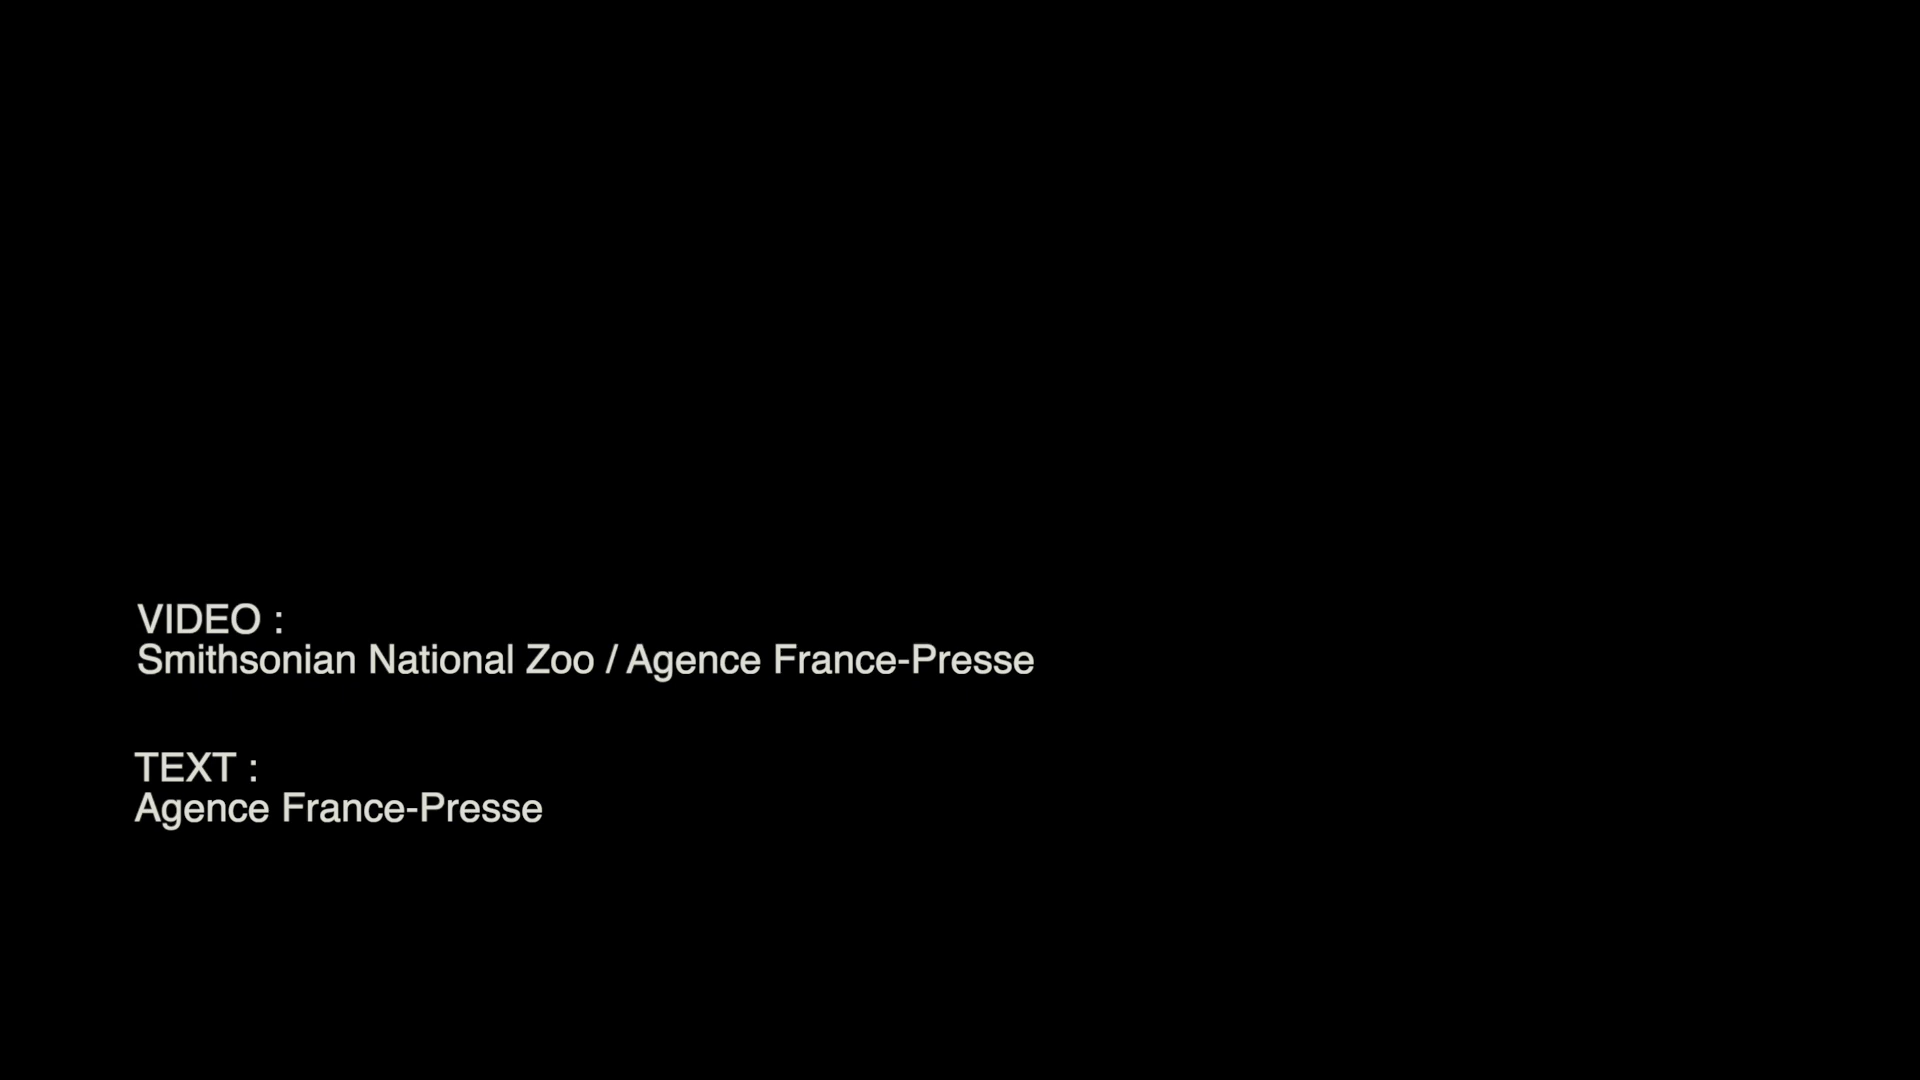 VIDEO :
Smithsonian National Zoo / Agence France-Presse
TEXT :
Agence France-Presse